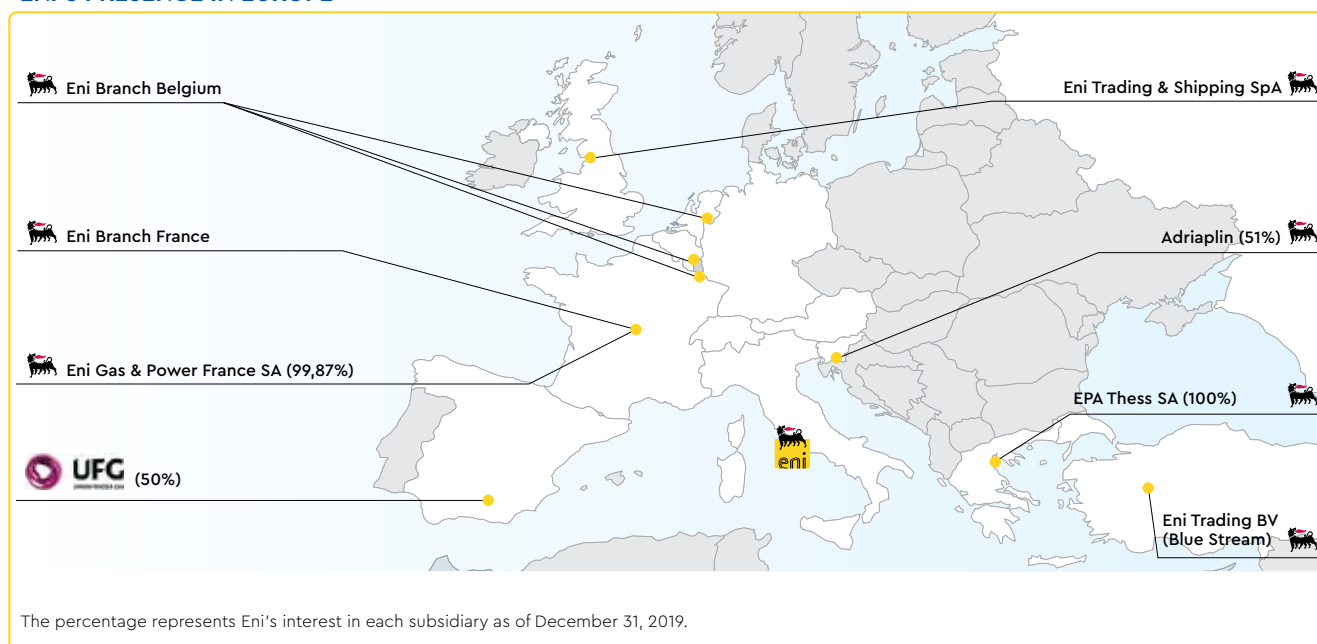 Eni Branch Belgium
Eni Trading & Shipping SpA
Eni Branch France
Adriaplin (51%)
Eni Gas & Power France SA (99,87%)
EPA Thess SA (100%)
eni
UFG (50%)
Eni Trading BV
(Blue Stream)
The percentage represents Eni's interest in each subsidiary as of December 31, 2019.